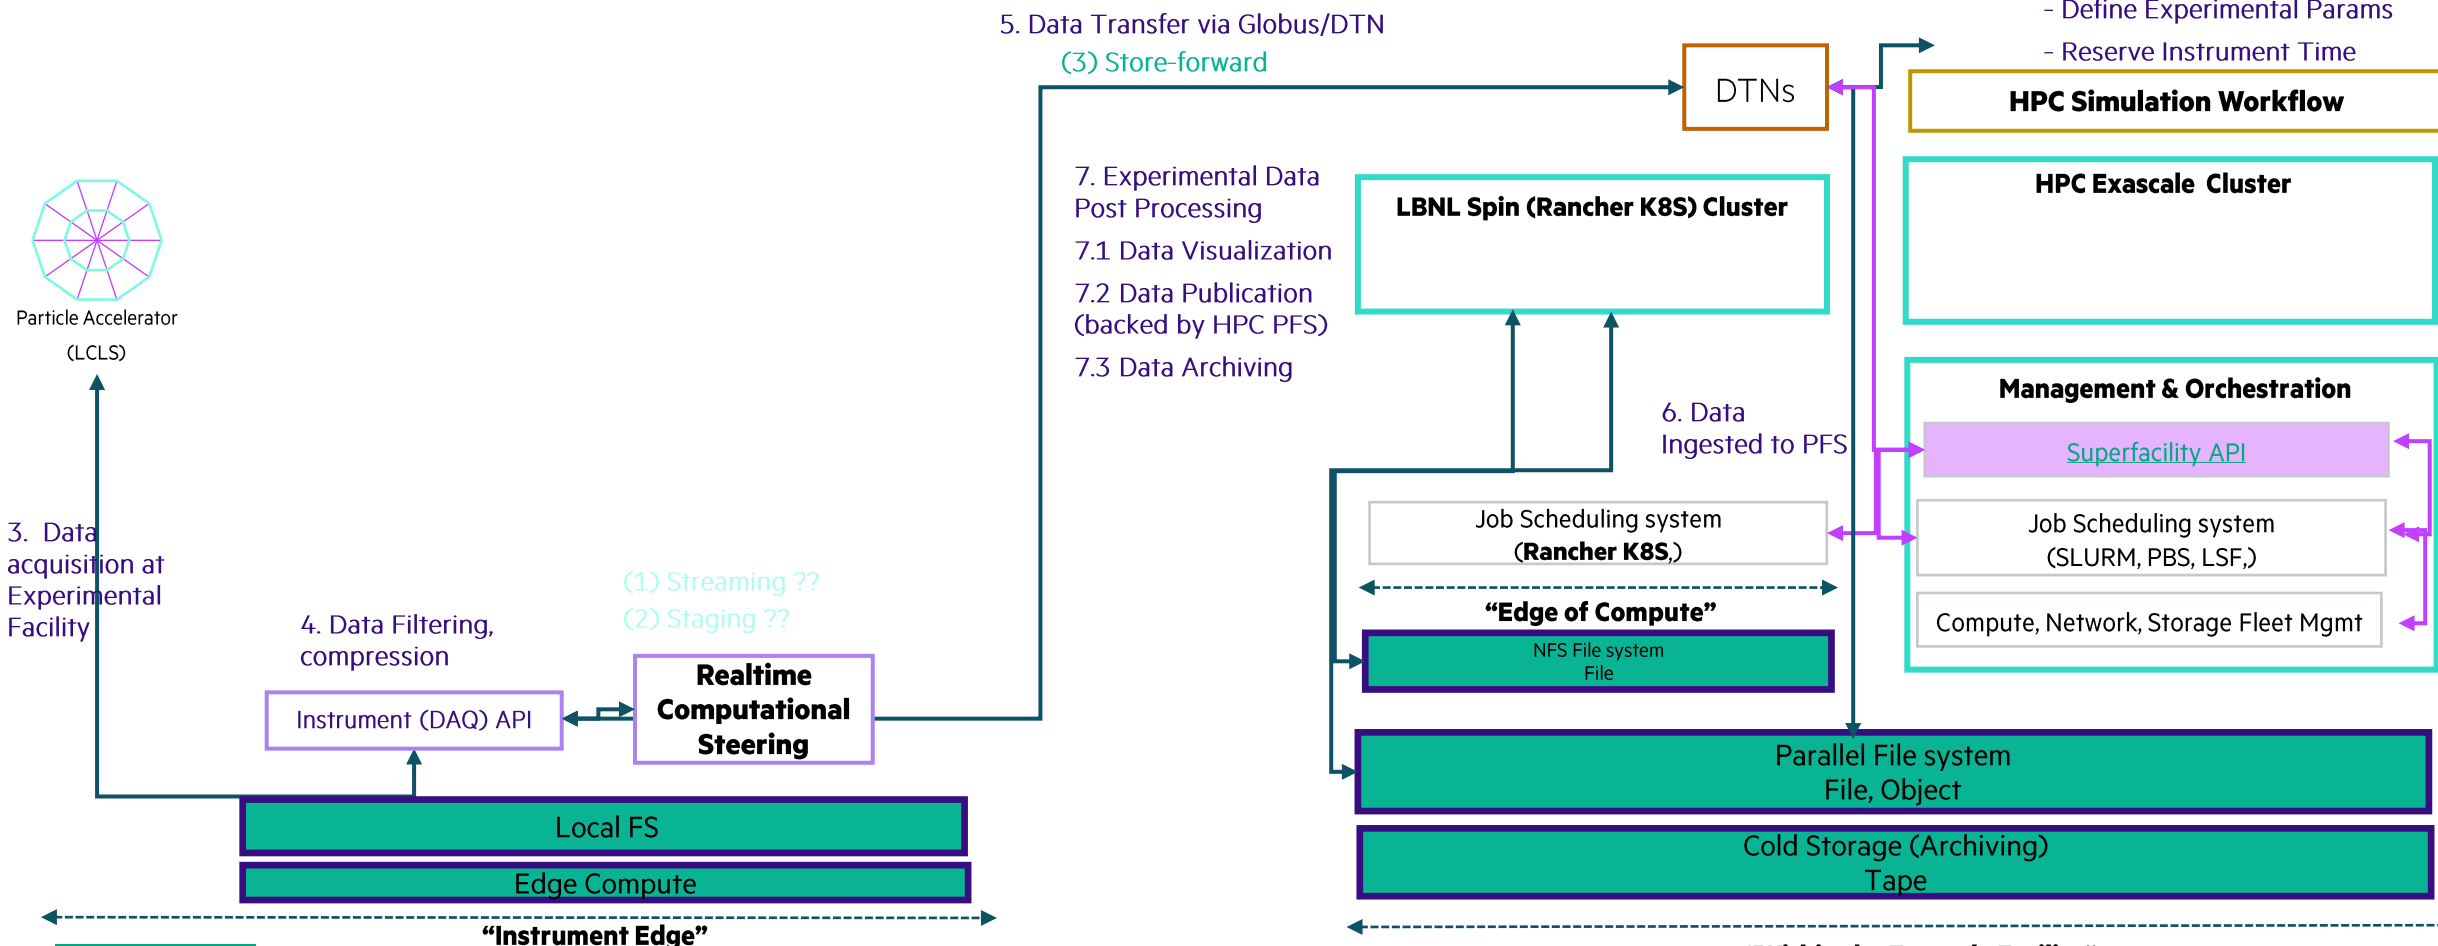 5. Data Transfer via Globus/DTN
(3) Store-forward
- Define Experimental Params
- Reserve Instrument Time
DTNs
HPC Simulation Workflow
HPC Exascale Cluster
LBNL Spin (Rancher K8S) Cluster
7. Experimental Data
Post Processing
7.1 Data Visualization
7.2 Data Publication
(backed by HPC PFS)
7.3 Data Archiving
Particle Accelerator
(LCLS)
Management & Orchestration
Superfacility API
Job Scheduling system
(SLURM, PBS, LSF,)
Compute, Network, Storage Fleet Mgmt
6. Data
Ingested to PFS
Job Scheduling system
(Rancher K8S,)
“Edge of Compute”
NFS File system
File
3. Data
acquisition at
Experimental
Facility
4. Data Filtering,
compression
(1) Streaming ??
(2) Staging ??
Instrument (DAQ) API
Realtime
Computational
Steering
Local FS
Edge Compute
“Instrument Edge”
Parallel File system
File, Object
Cold Storage (Archiving)
Tape